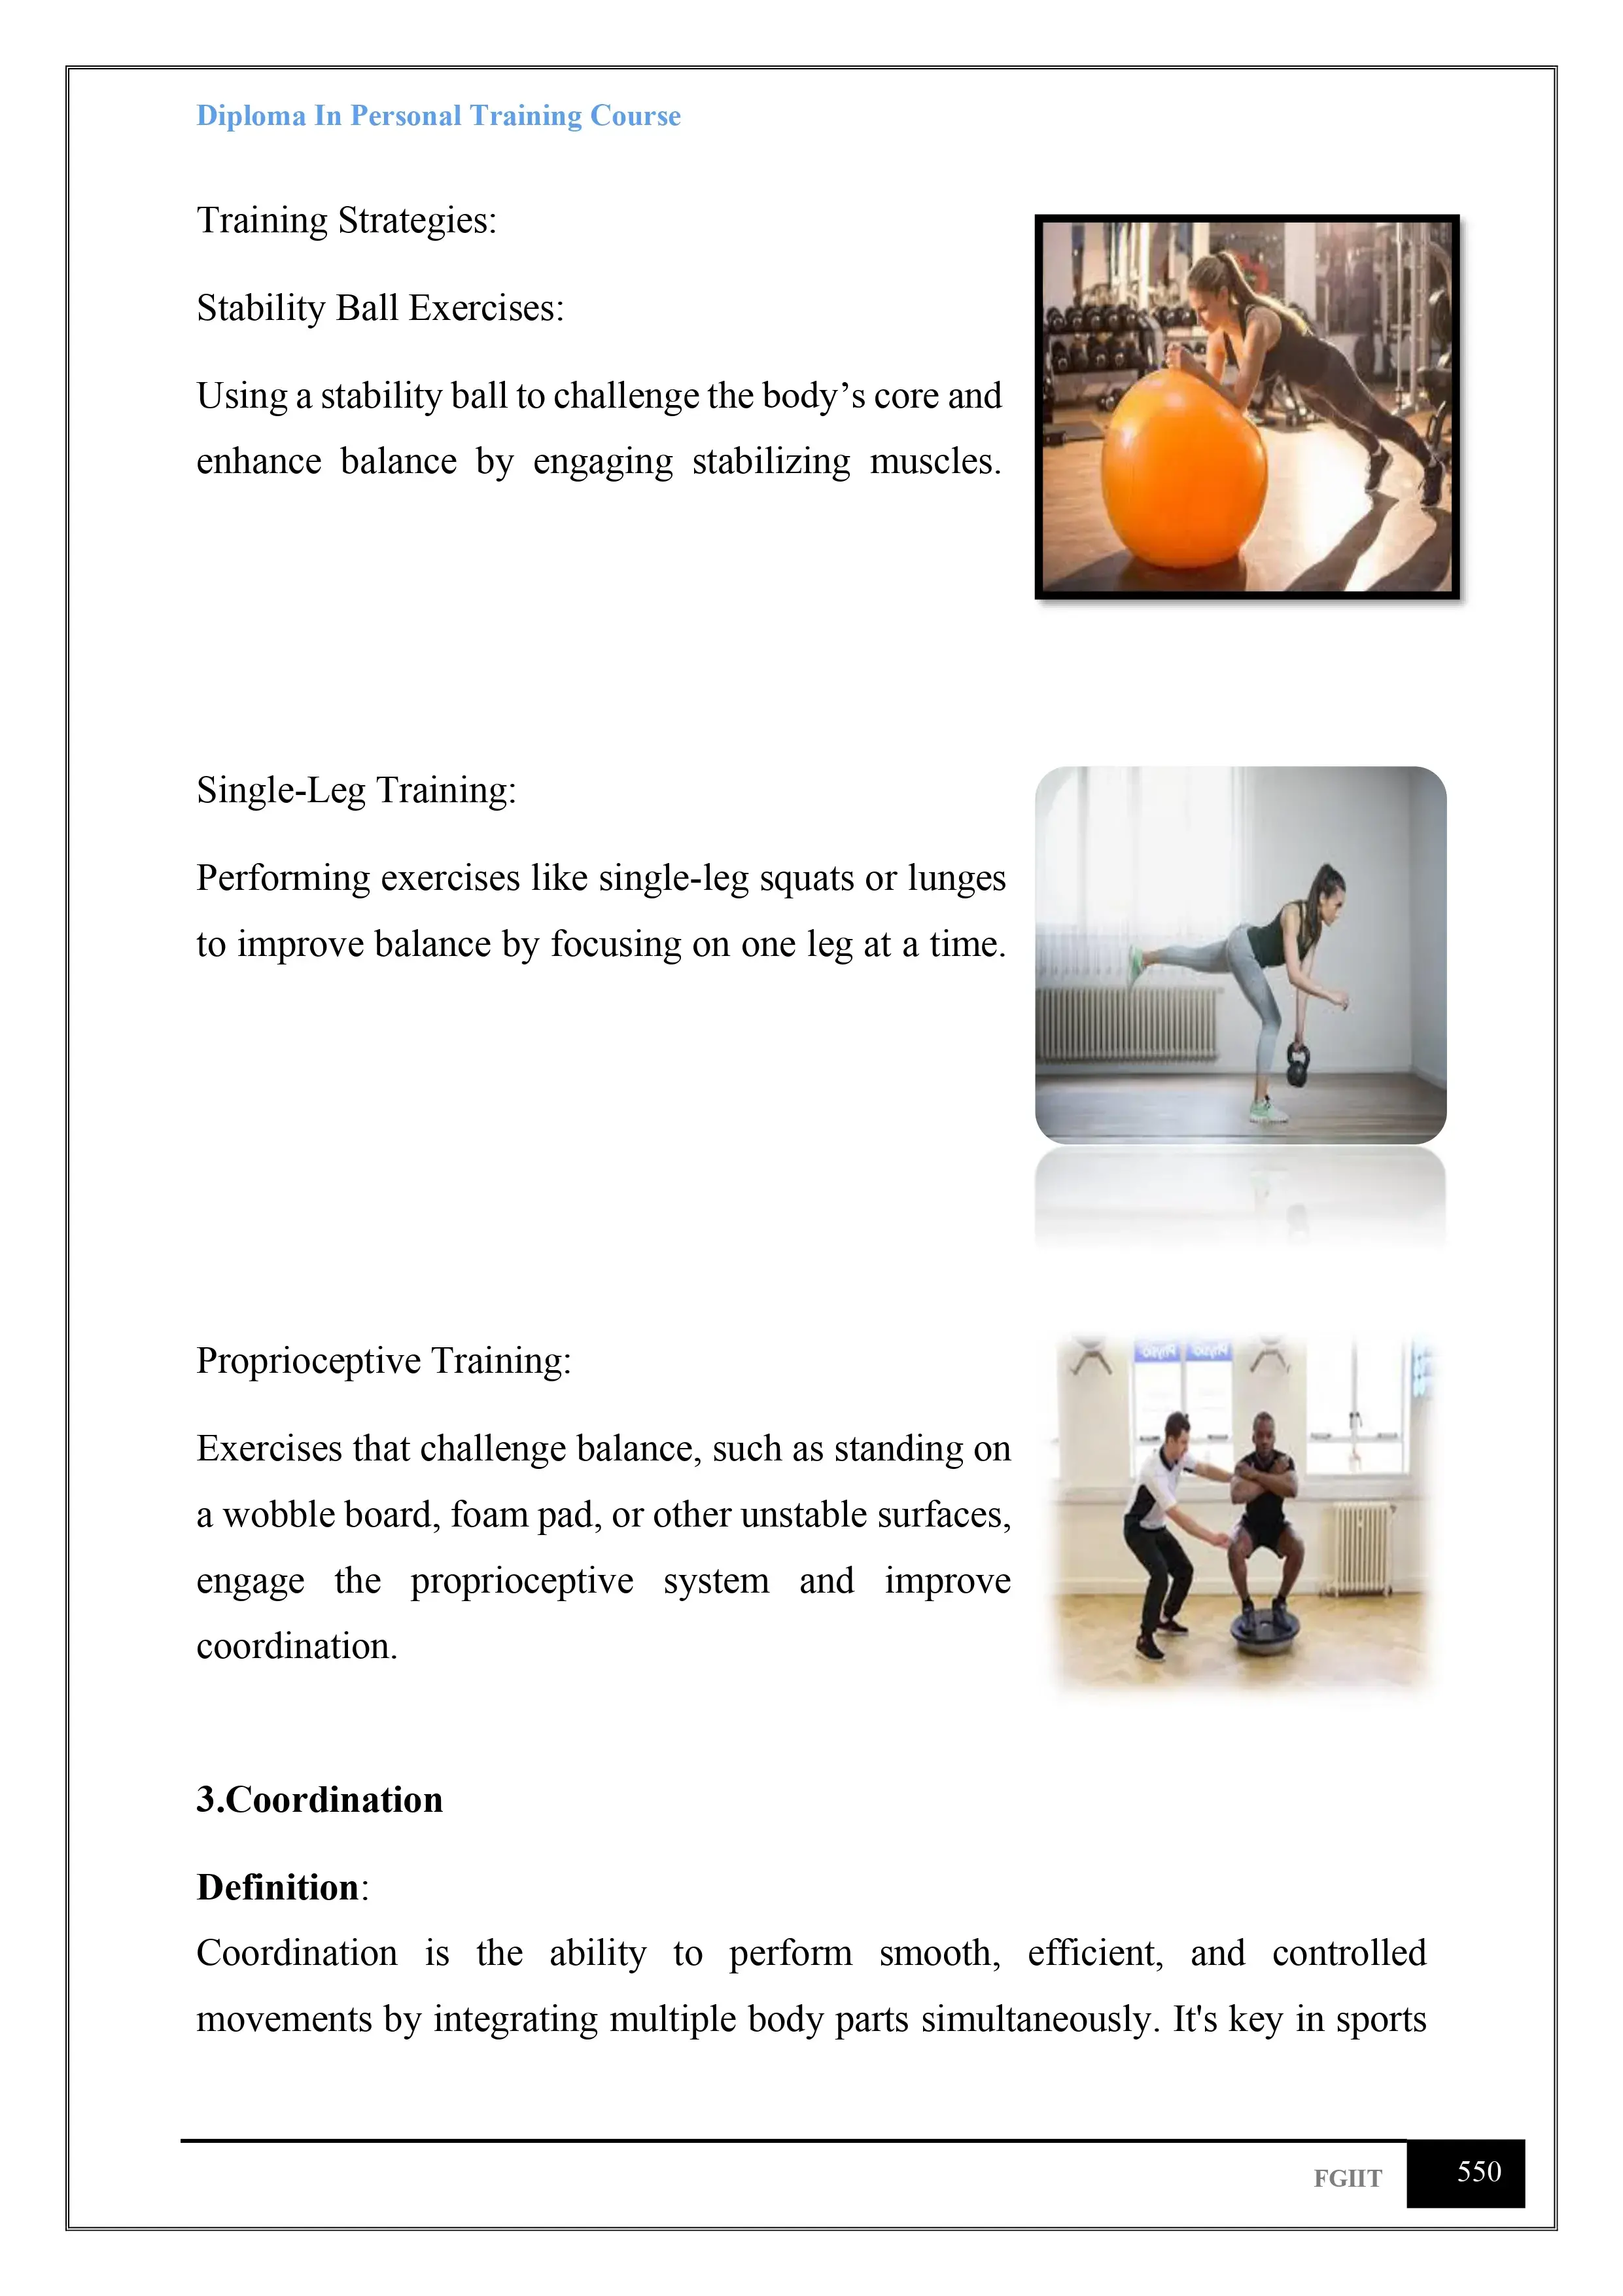 Diploma In Personal Training Course
Training Strategies:
Stability Ball Exercises:
Using a stability ball to challenge the body’s core and
enhance balance by engaging stabilizing muscles.
Single-Leg Training:
Performing exercises like single-leg squats or lunges
to improve balance by focusing on one leg at a time.
Proprioceptive Training:
Exercises that challenge balance, such as standing on
a wobble board, foam pad, or other unstable surfaces,
engage the proprioceptive system and improve
coordination.
Physio Physio
3.Coordination
Definition:
Coordination is the ability to perform smooth, efficient, and controlled
movements by integrating multiple body parts simultaneously. It's key in sports
FGIIT 550